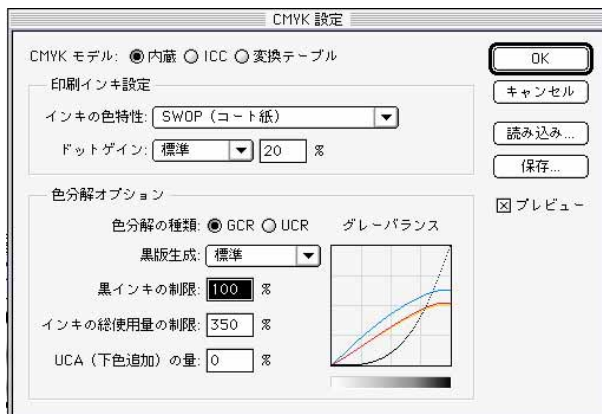 CMYK 設定
CMYK モデル: 内蔵 ICC 変換テーブル
印刷インキ設定
インキの色特性: SWOP (コート紙)
ドットゲイン: 標準 20 %
色分解オプション
色分解の種類: GCR UCR グレーバランス
黒版生成: 標準
黒インキの制限: 100 %
インキの総使用量の制限: 350 %
UCA (下色追加) の量: 0 %
OK
キャンセル
読み込み...
保存...
プレビュー